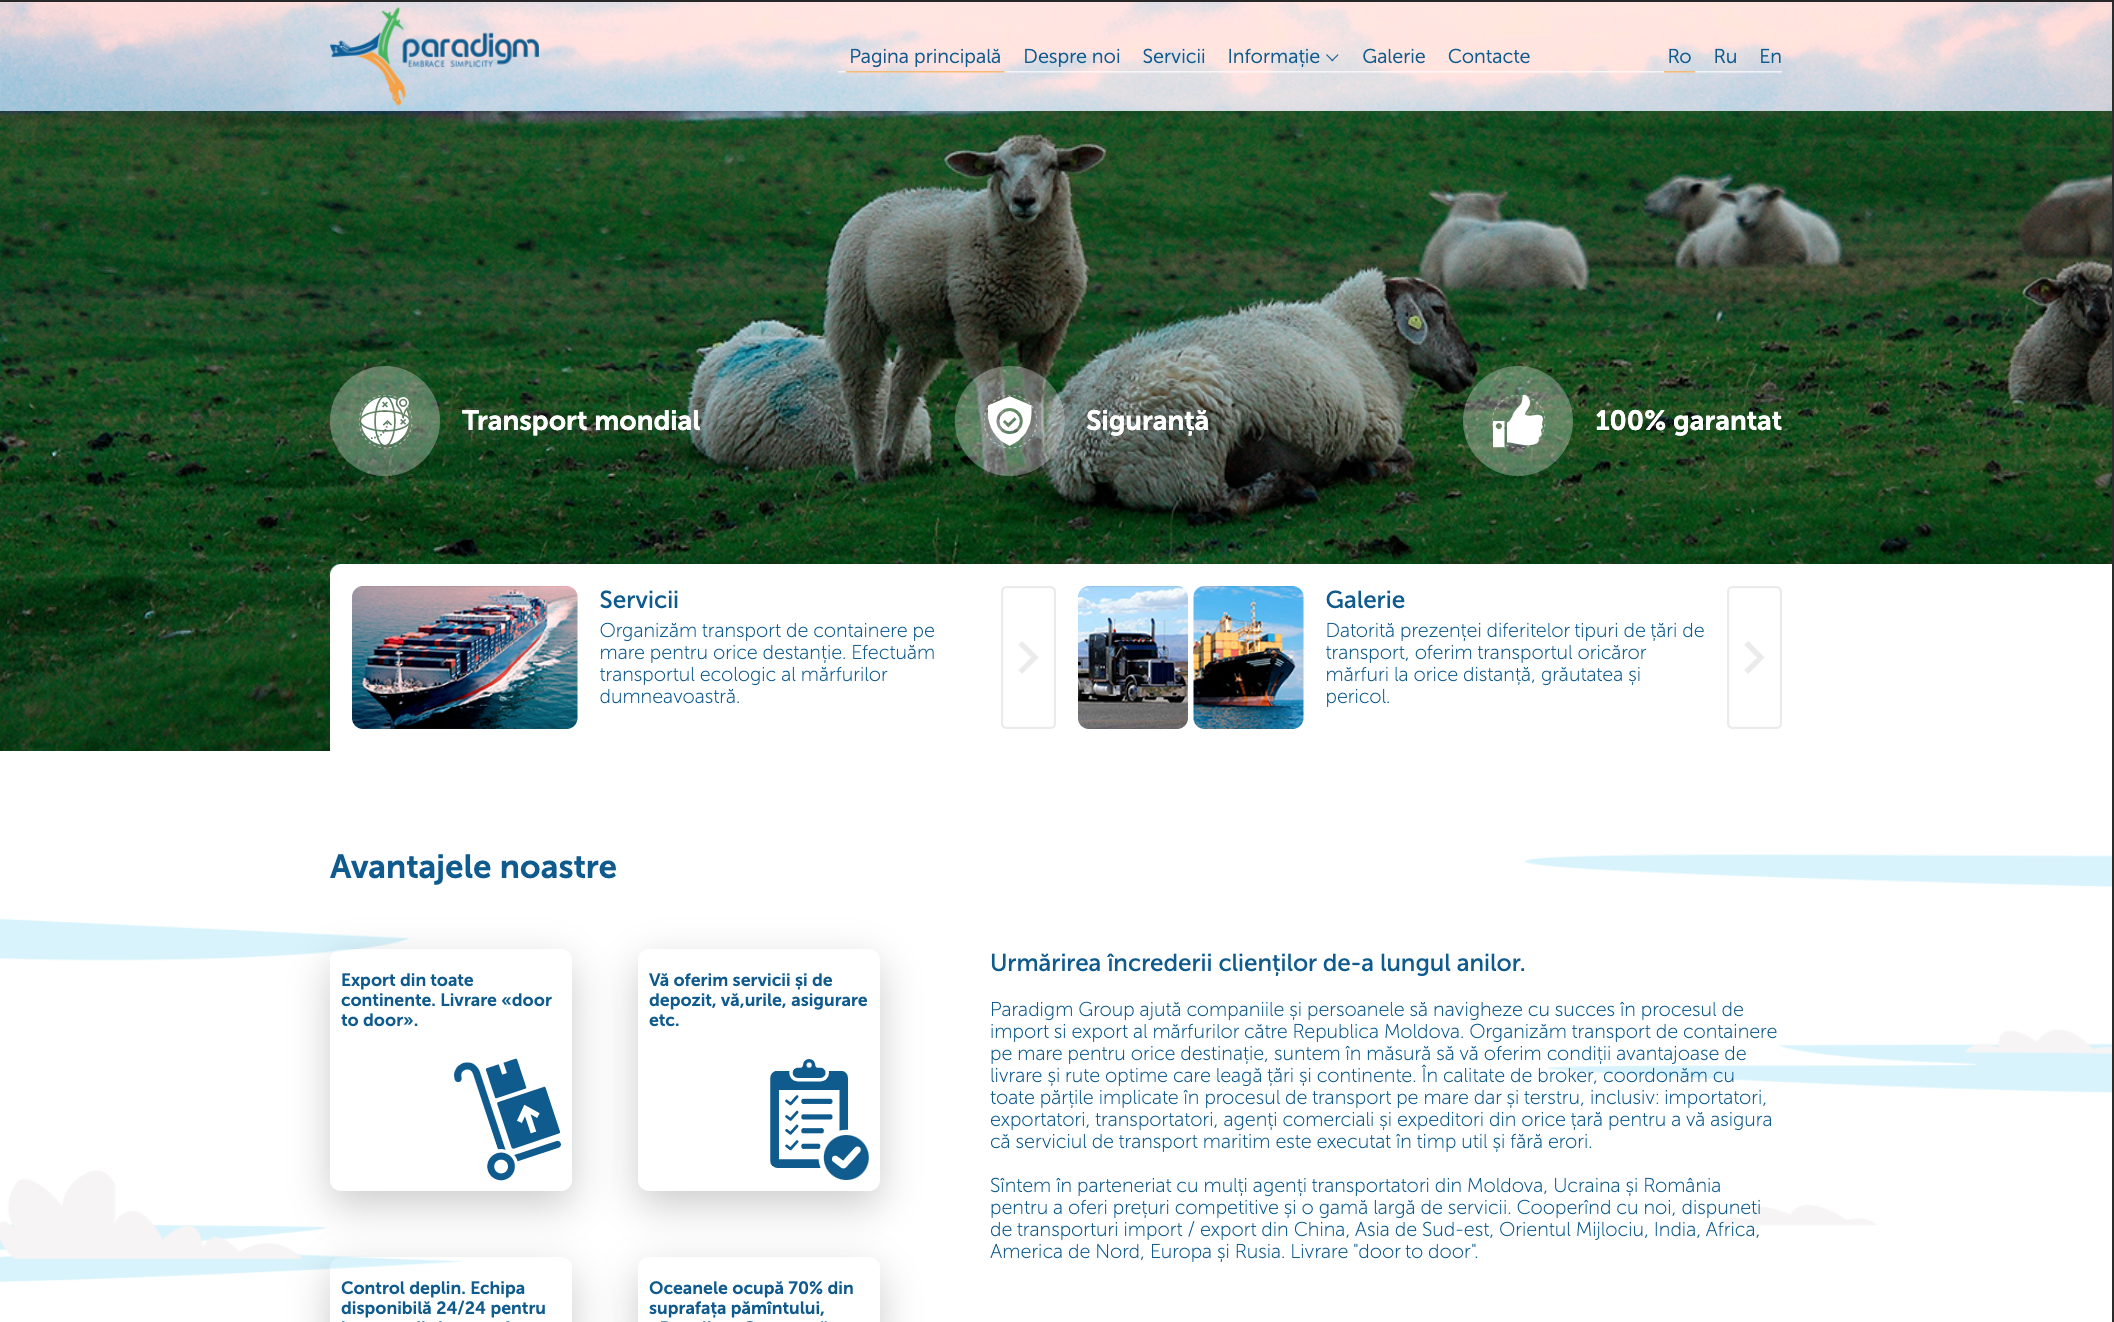 paradigm
EMBRACE SIMPLICITY
Pagina principală Despre noi Servicii Informație Galerie Contacte Ro Ru En
Transport mondial
Siguranță
100% garantat
Servicii
Organizăm transport de containere pe
mare pentru orice destanție. Efectuăm
transportul ecologic al mărfurilor
dumneavoastră.
Galerie
Datorită prezenței diferitelor tipuri de țări de
transport, oferim transportul oricăror
mărfuri la orice distanță, grăutatea și
pericol.
Avantajele noastre
Export din toate
continente. Livrare «door
to door».
Vă oferim servicii și de
depozit, vă,urile, asigurare
etc.
Control deplin. Echipa
disponibilă 24/24 pentru
Oceanele ocupă 70% din
suprafața pămîntului,
Urmărirea încrederii clienților de-a lungul anilor.
Paradigm Group ajută companiile și persoanele să navigheze cu succes în procesul de
import si export al mărfurilor către Republica Moldova. Organizăm transport de containere
pe mare pentru orice destinație, suntem în măsură să vă oferim condiții avantajoase de
livrare și rute optime care leagă țări și continente. În calitate de broker, coordonăm cu
toate părțile implicate în procesul de transport pe mare dar și terstru, inclusiv: importatori,
exportatori, transportatori, agenți comerciali și expeditori din orice țară pentru a vă asigura
că serviciul de transport maritim este executat în timp util și fără erori.
Sîntem în parteneriat cu mulți agenți transportatori din Moldova, Ucraina și România
pentru a oferi prețuri competitive și o gamă largă de servicii. Cooperînd cu noi, dispuneti
de transporturi import / export din China, Asia de Sud-est, Orientul Mijlociu, India, Africa,
America de Nord, Europa și Rusia. Livrare "door to door".